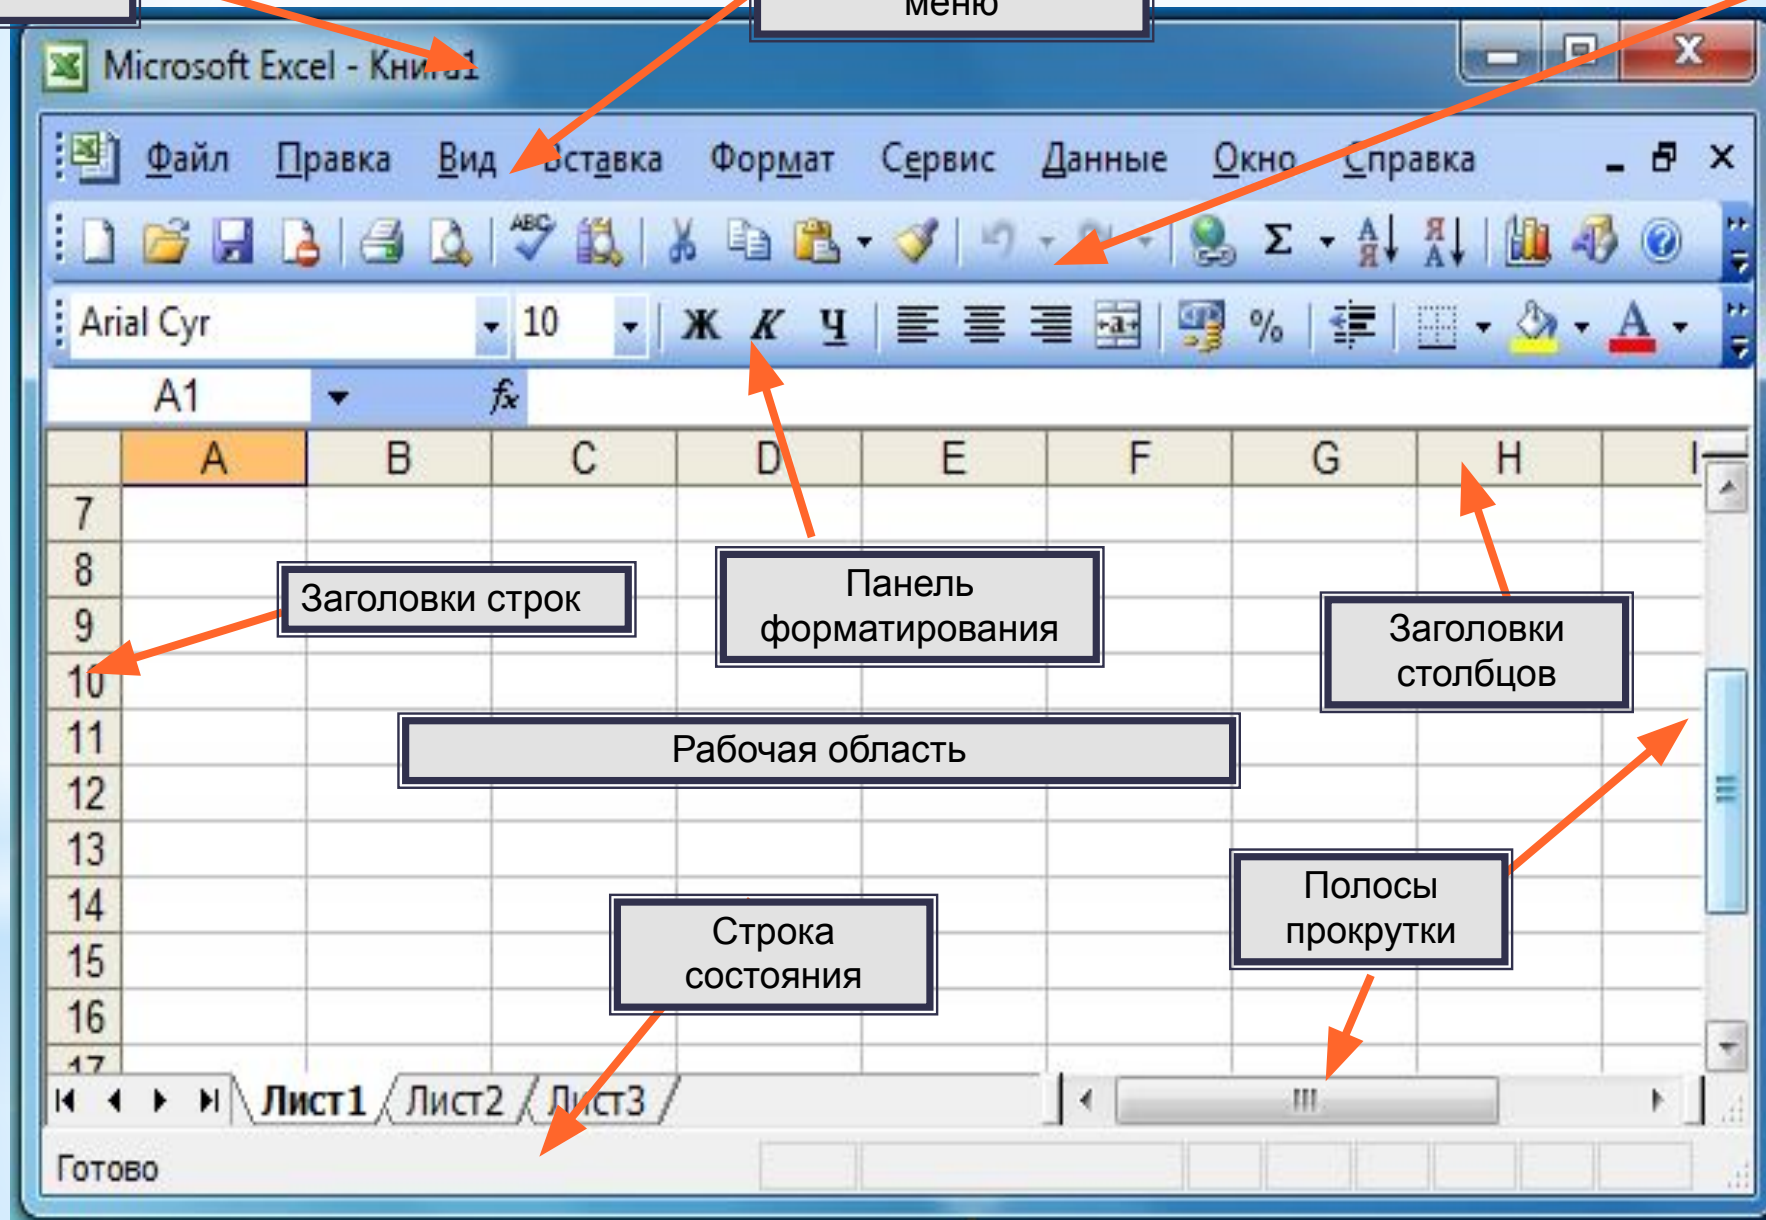 меню
Microsoft Excel - Книга1
Файл Правка Вид Вставка Формат Сервис Данные Окно Справка
ABC
Σ
А Я
Я А
Arial Cyr 10 Ж К Ч
a
%
A
A1 fx
A B C D E F G H I
7
8
9
10
11
12
13
14
15
16
17
Заголовки строк
Панель
форматирования
Заголовки
столбцов
Рабочая область
Полосы
прокрутки
Строка
состояния
Лист1 Лист2 Лист3
Готово